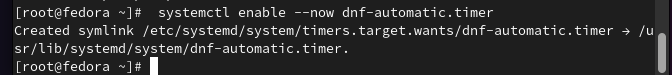 [root@fedora ~]#  systemctl enable --now dnf-automatic.timer
Created symlink /etc/systemd/system/timers.target.wants/dnf-automatic.timer → /u
sr/lib/systemd/system/dnf-automatic.timer.
[root@fedora ~]#